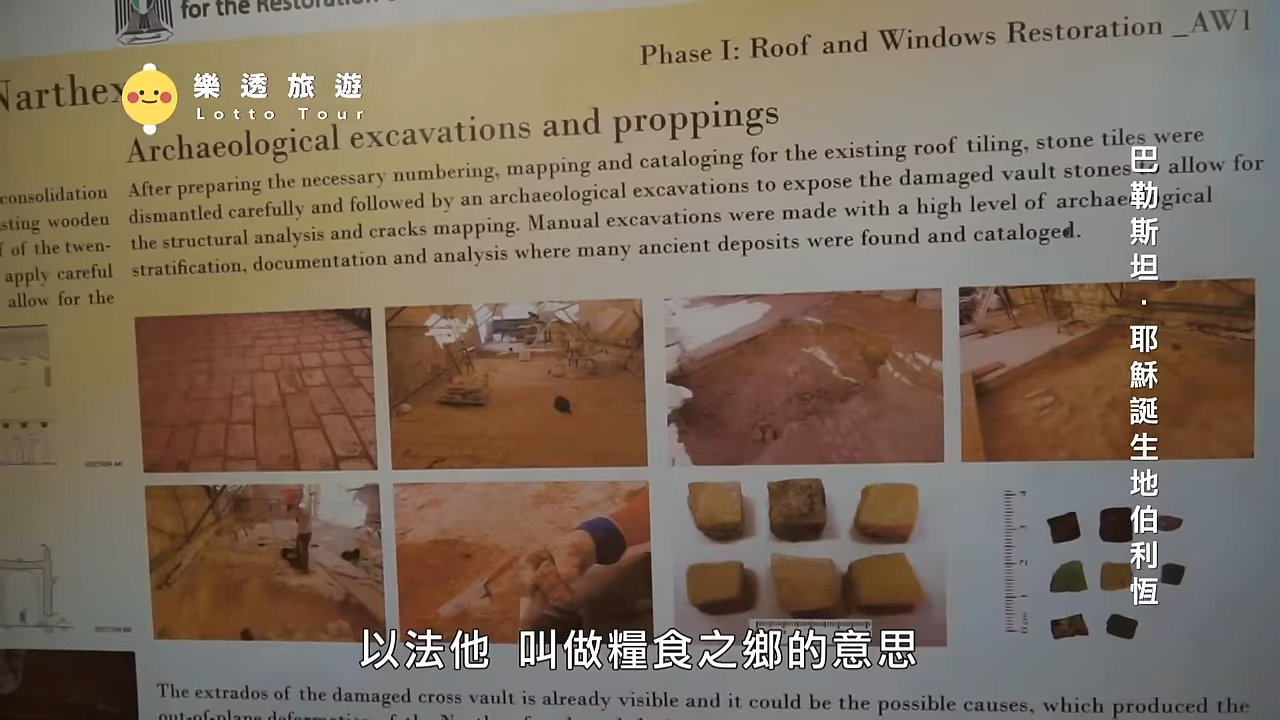 for the Restoration
Phase I: Roof and Windows Restoration _AW1
Narthex
樂透旅遊
Lotto Tour
Archaeological excavations and proppings
consolidation
sting wooden
f of the twen-
apply careful
allow for the
After preparing the necessary numbering, mapping and cataloging for the existing roof tiling, stone tiles were
dismantled carefully and followed by an archaeological excavations to expose the damaged vault stones to allow for
the structural analysis and cracks mapping. Manual excavations were made with a high level of archaeological
stratification, documentation and analysis where many ancient deposits were found and cataloged.
巴勒斯坦·耶穌誕生地伯利恆
以法他 叫做糧食之鄉的意思
The extrados of the damaged cross vault is already visible and it could be the possible causes, which produced the